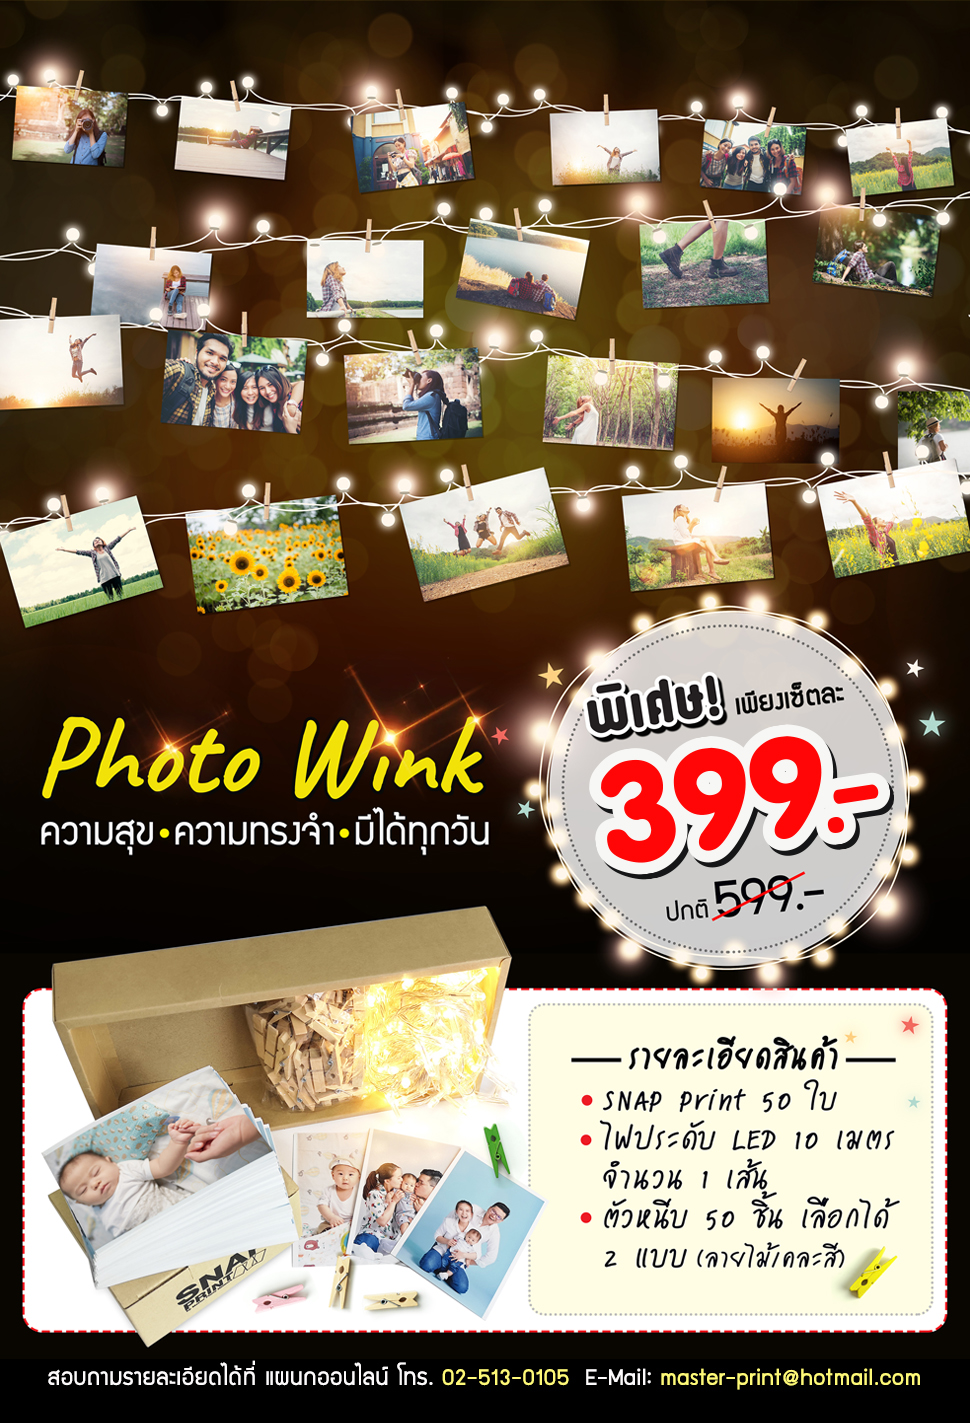 Photo Wink
ความสุข•ความทรงจำ•มีได้ทุกวัน
พิเศษ! เพียงเซ็ตละ
399.-
ปกติ 599.-
รายละเอียดสินค้า
• SNAP Print 50 ใบ
• ไฟประดับ LED 10 เมตร
จำนวน 1 เส้น
• ตัวหนีบ 50 ชิ้น เลือกได้
2 แบบ (ลายไม้/คละสี)
SNAP
PRINT
สอบถามรายละเอียดได้ที่ แผนกออนไลน์ โทร. 02-513-0105 E-Mail: master-print@hotmail.com